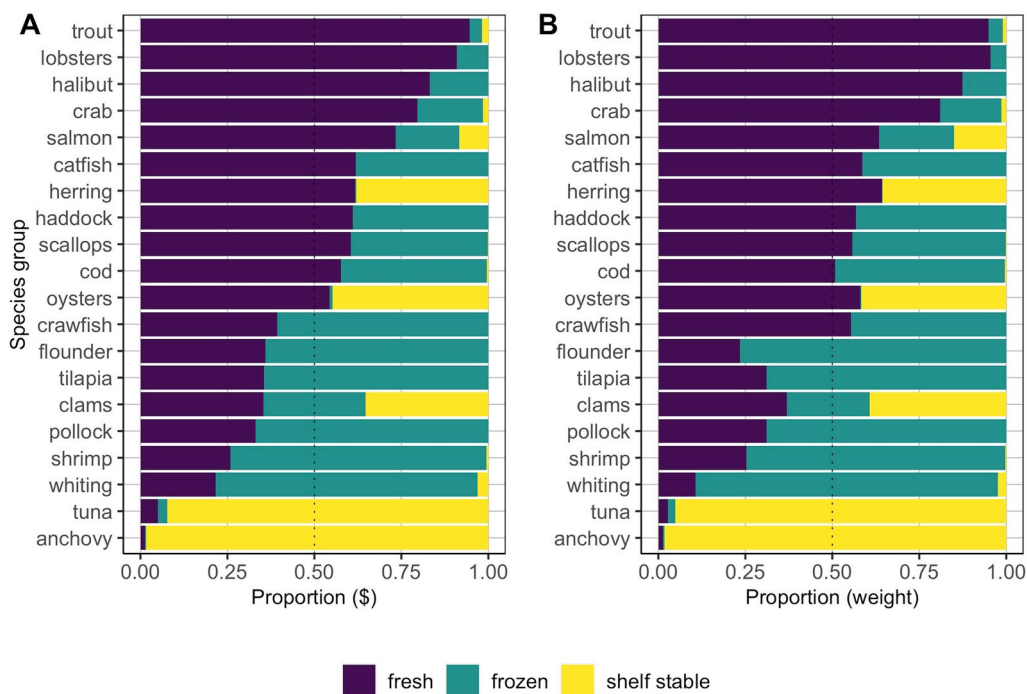 A
B
Species group
trout
lobsters
halibut
crab
salmon
catfish
herring
haddock
scallops
cod
oysters
crawfish
flounder
tilapia
clams
pollock
shrimp
whiting
tuna
anchovy
0.00 0.25 0.50 0.75 1.00
Proportion ($)
trout
lobsters
halibut
crab
salmon
catfish
herring
haddock
scallops
cod
oysters
crawfish
flounder
tilapia
clams
pollock
shrimp
whiting
tuna
anchovy
0.00 0.25 0.50 0.75 1.00
Proportion (weight)
fresh frozen shelf stable